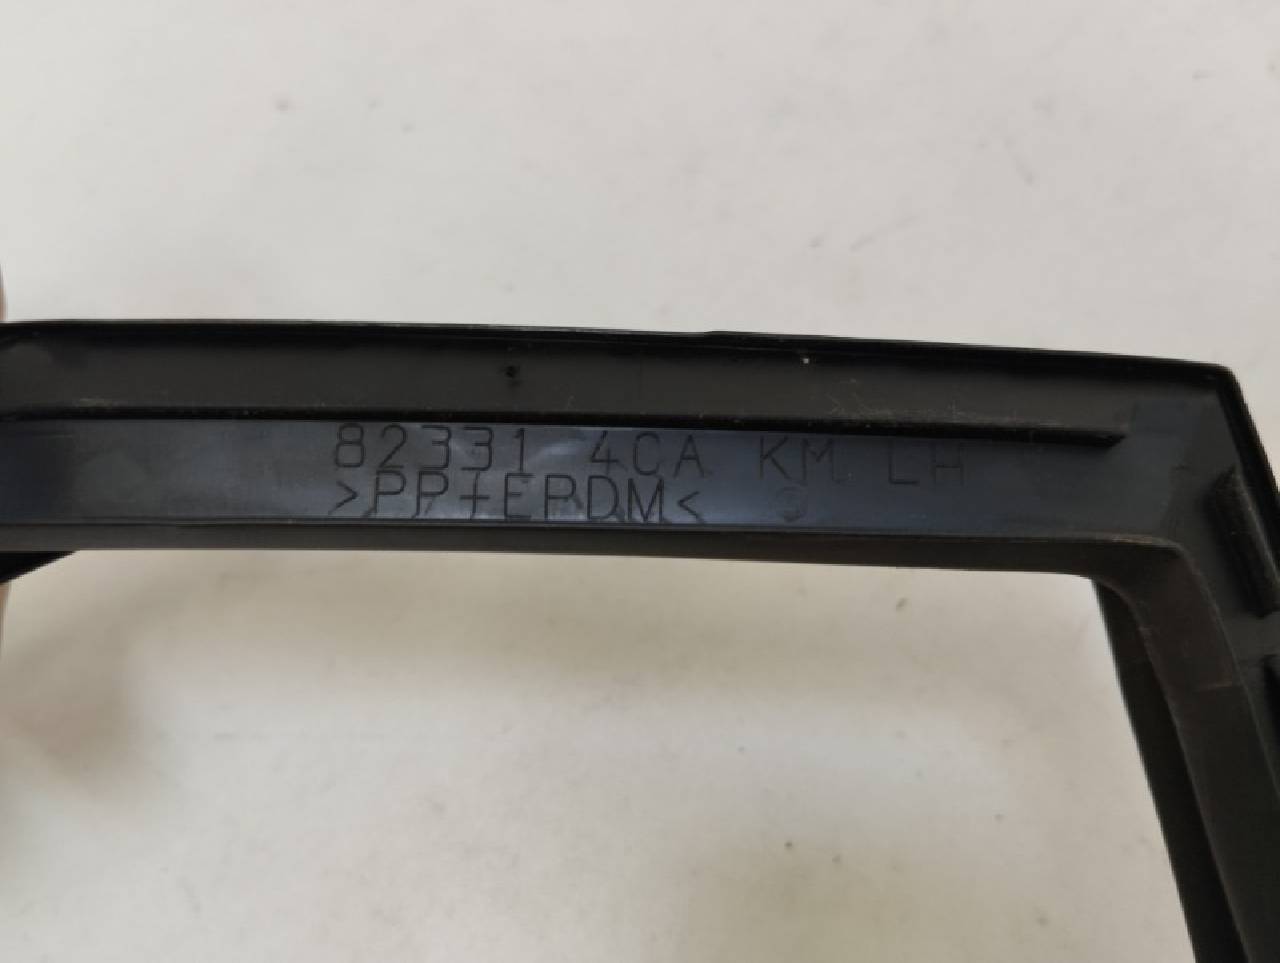 82331 4CA KM LH
>PP+EPDM<